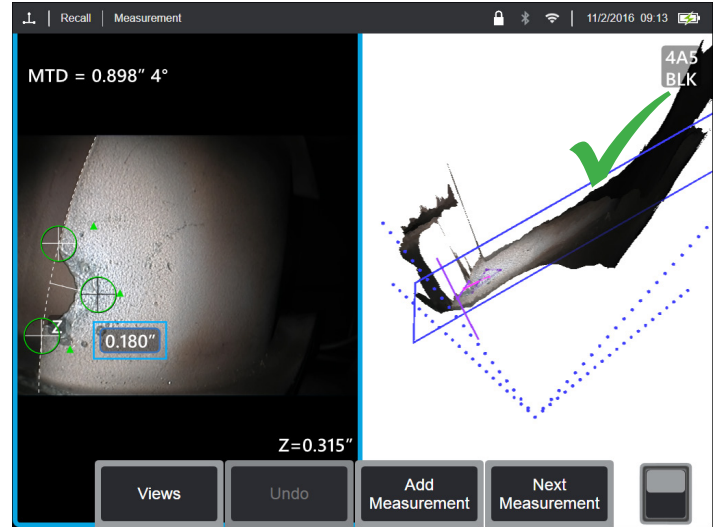 Recall | Measurement
11/2/2016 09:13
MTD = 0.898" 4°
4A5
BLK
Z
0.180"
Z=0.315"
Views
Undo
Add
Measurement
Next
Measurement